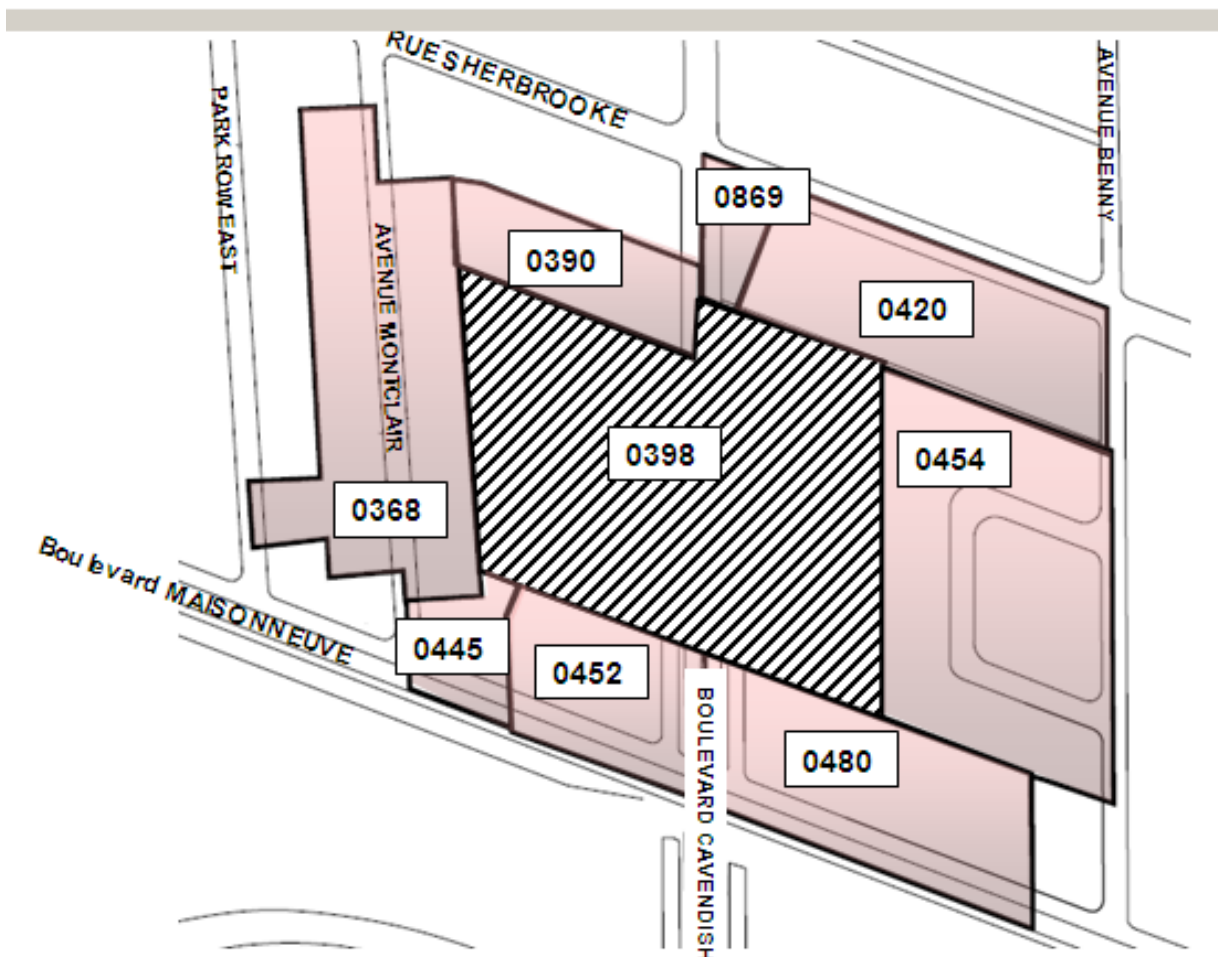 RUE SHERBROOKE
AVENUE BENNY
PARK ROW EAST
0869
AVENUE MONTCLAIR
0390
0420
0398
0454
0368
Boulevard MAISONNEUVE
0445
0452
BOULEVARD CAVENDISH
0480